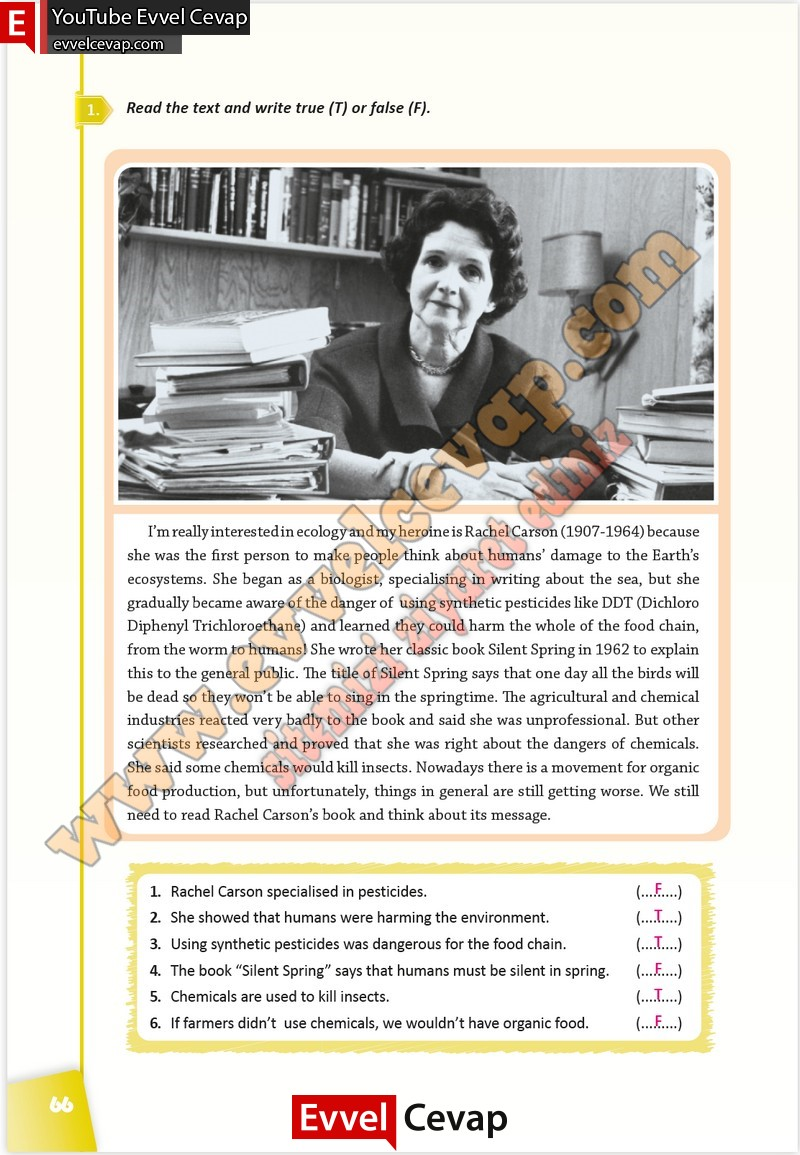 E YouTube Evvel Cevap
evvelcevap.com
1. Read the text and write true (T) or false (F).
I'm really interested in ecology and my heroine is Rachel Carson (1907-1964) because
she was the first person to make people think about humans' damage to the Earth's
ecosystems. She began as a biologist, specialising in writing about the sea, but she
gradually became aware of the danger of using synthetic pesticides like DDT (Dichloro
Diphenyl Trichloroethane) and learned they could harm the whole of the food chain,
from the worm to humans! She wrote her classic book Silent Spring in 1962 to explain
this to the general public. The title of Silent Spring says that one day all the birds will
be dead so they won't be able to sing in the springtime. The agricultural and chemical
industries reacted very badly to the book and said she was unprofessional. But other
scientists researched and proved that she was right about the dangers of chemicals.
She said some chemicals would kill insects. Nowadays there is a movement for organic
food production, but unfortunately, things in general are still getting worse. We still
need to read Rachel Carson's book and think about its message.
www.evvelcevap.com
sitemizi ziyaret ediniz
1. Rachel Carson specialised in pesticides. (....F....)
2. She showed that humans were harming the environment. (....T....)
3. Using synthetic pesticides was dangerous for the food chain. (....T....)
4. The book “Silent Spring” says that humans must be silent in spring. (....F....)
5. Chemicals are used to kill insects. (....T....)
6. If farmers didn't use chemicals, we wouldn't have organic food. (....F....)
66
Evvel Cevap